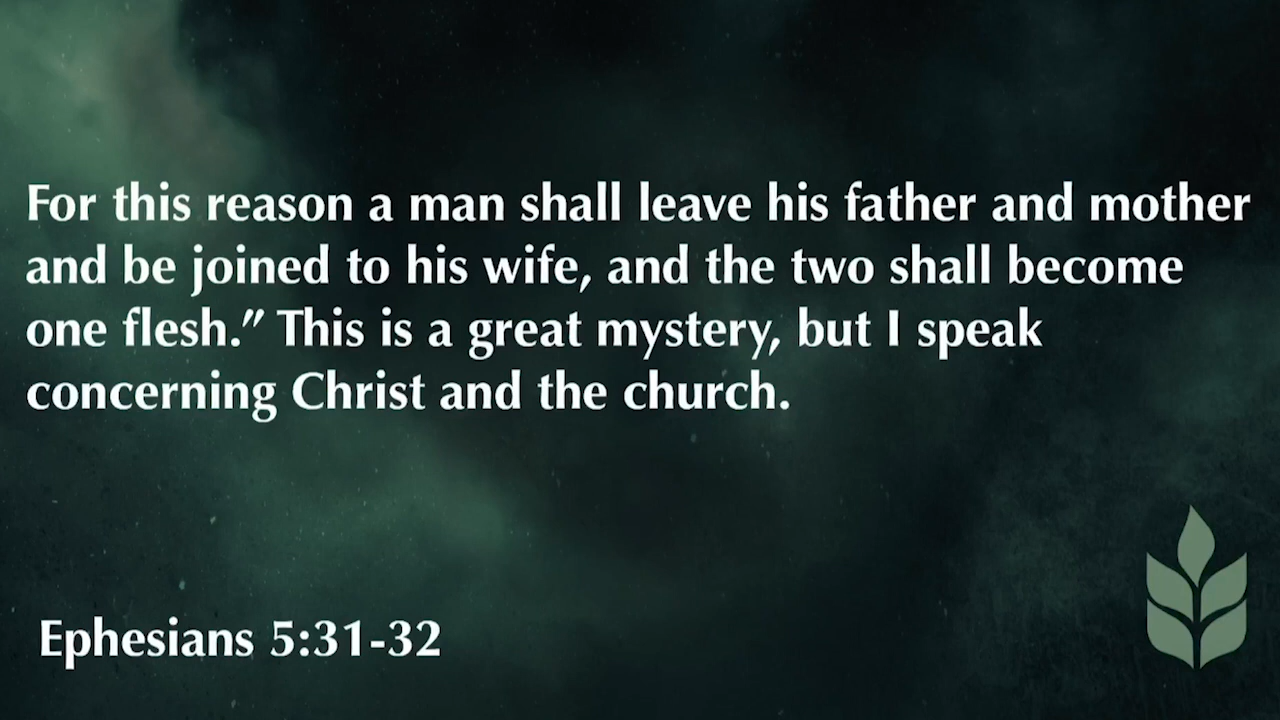 For this reason a man shall leave his father and mother
and be joined to his wife, and the two shall become
one flesh.” This is a great mystery, but I speak
concerning Christ and the church.
Ephesians 5:31-32